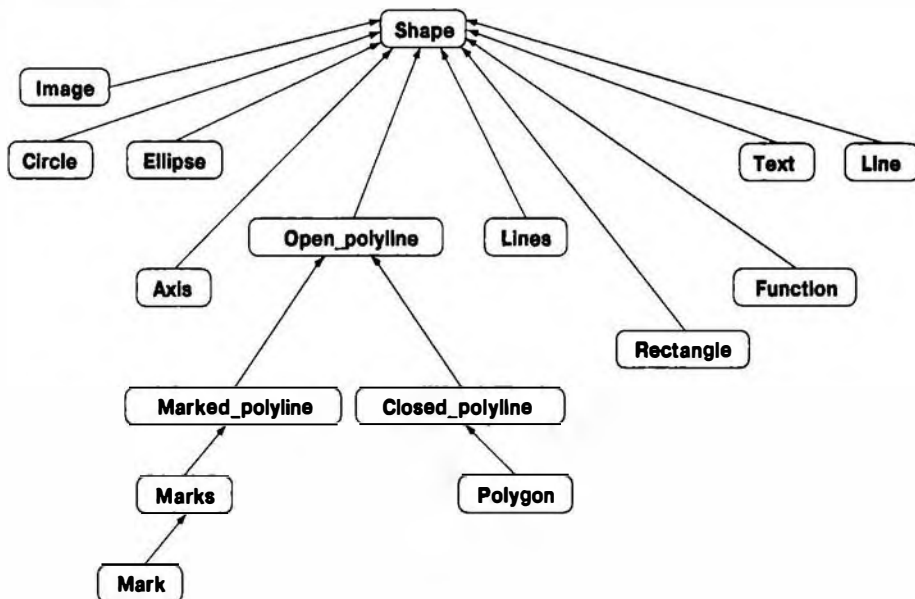 Shape
Image
Circle
Ellipse
Text
Line
Open_polyline
Lines
Axis
Function
Rectangle
Marked_polyline
Closed_polyline
Marks
Polygon
Mark